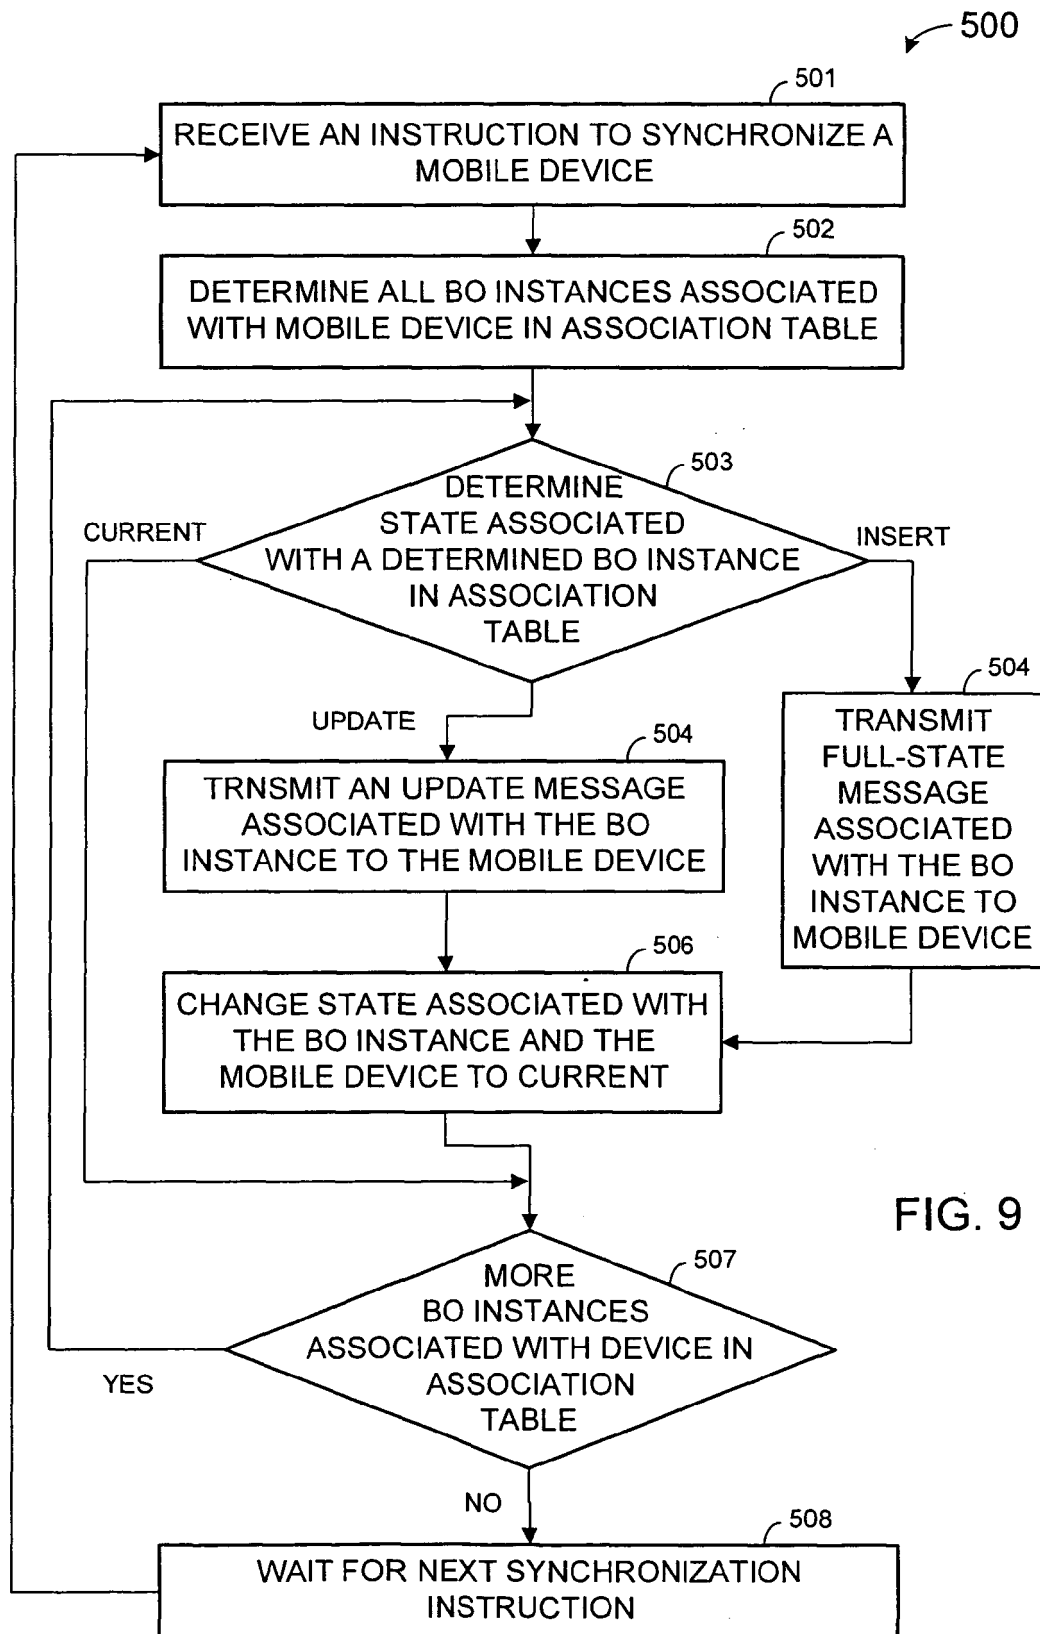 500
501
RECEIVE AN INSTRUCTION TO SYNCHRONIZE A
MOBILE DEVICE
502
DETERMINE ALL BO INSTANCES ASSOCIATED
WITH MOBILE DEVICE IN ASSOCIATION TABLE
503
DETERMINE
STATE ASSOCIATED
WITH A DETERMINED BO INSTANCE
IN ASSOCIATION
TABLE
CURRENT
INSERT
UPDATE
504
TRNSMIT AN UPDATE MESSAGE
ASSOCIATED WITH THE BO
INSTANCE TO THE MOBILE DEVICE
504
TRANSMIT
FULL-STATE
MESSAGE
ASSOCIATED
WITH THE BO
INSTANCE TO
MOBILE DEVICE
506
CHANGE STATE ASSOCIATED WITH
THE BO INSTANCE AND THE
MOBILE DEVICE TO CURRENT
FIG. 9
507
MORE
BO INSTANCES
ASSOCIATED WITH DEVICE IN
ASSOCIATION
TABLE
YES
NO
508
WAIT FOR NEXT SYNCHRONIZATION
INSTRUCTION